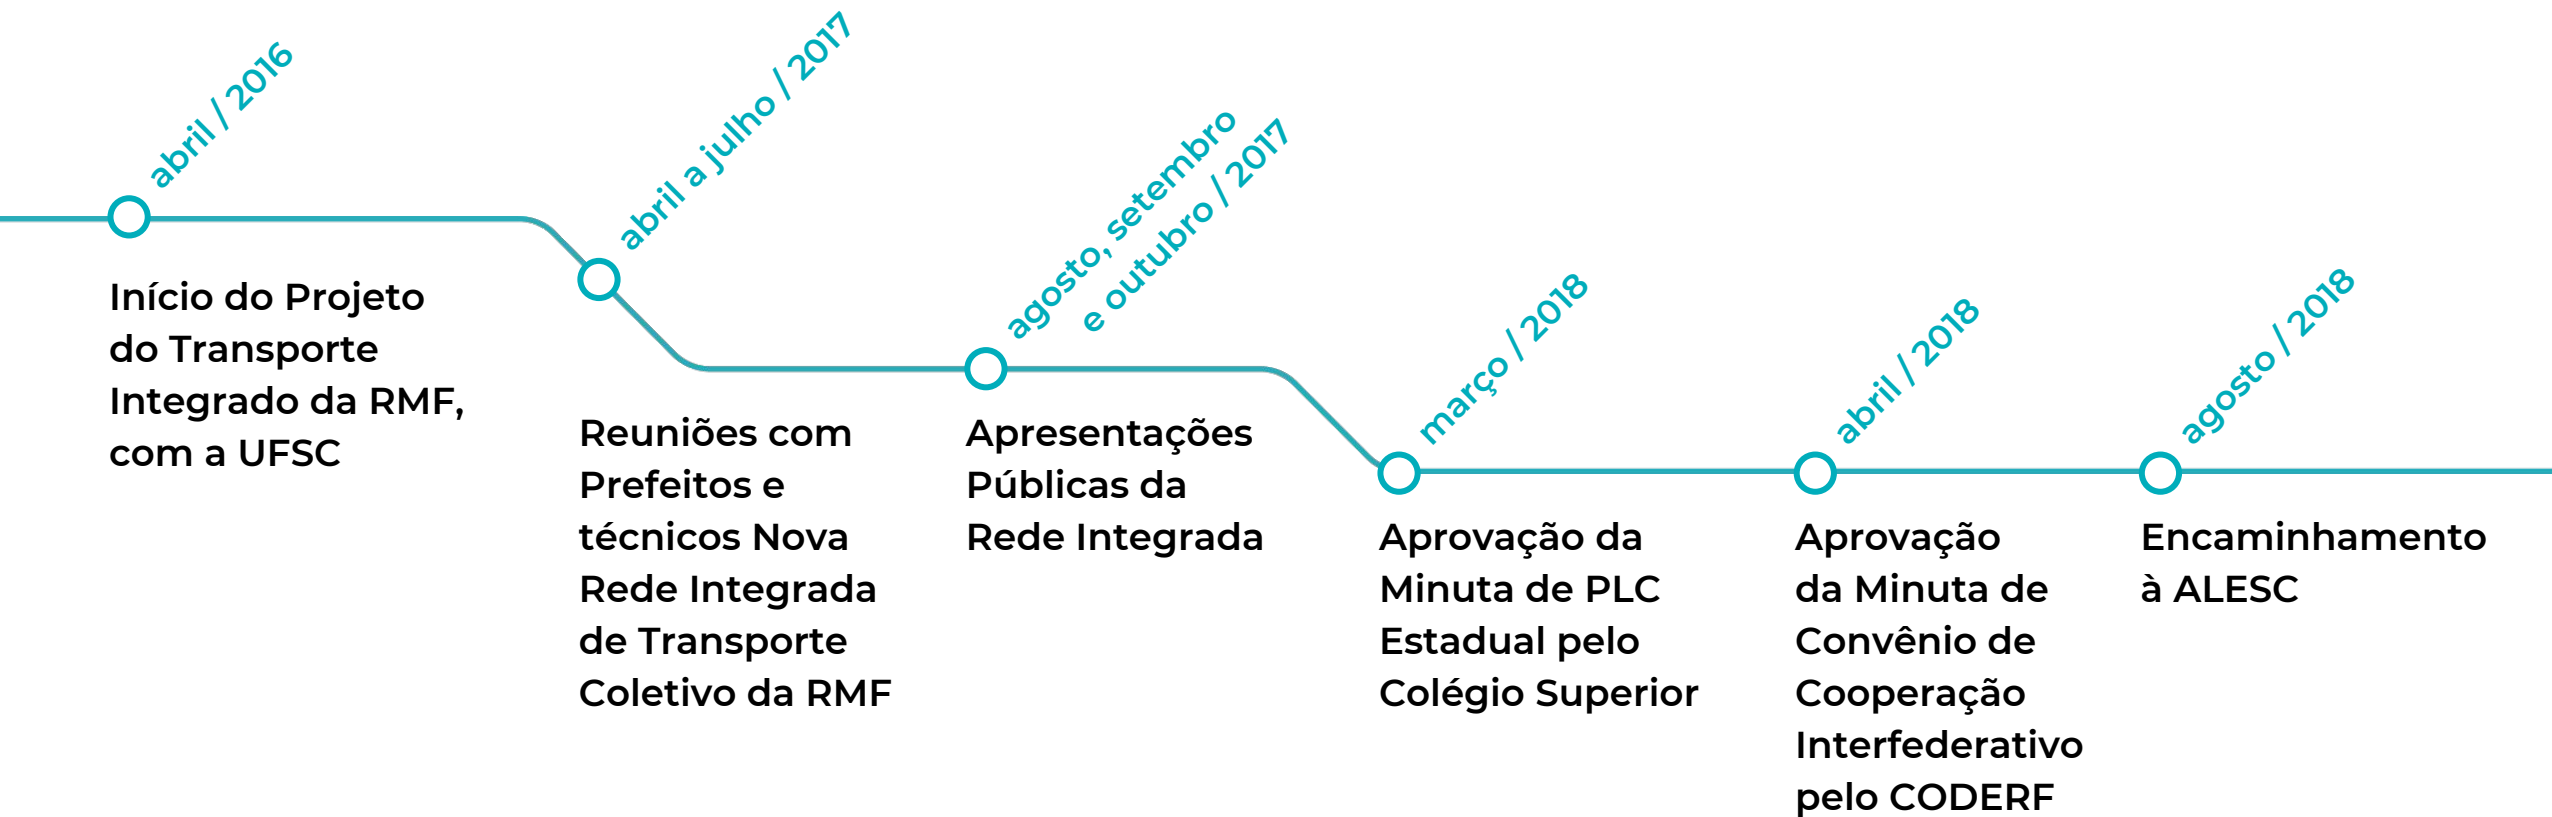 abril / 2016
Início do Projeto
do Transporte
Integrado da RMF,
com a UFSC
abril a julho / 2017
Reuniões com
Prefeitos e
técnicos Nova
Rede Integrada
de Transporte
Coletivo da RMF
agosto, setembro
e outubro / 2017
Apresentações
Públicas da
Rede Integrada
março / 2018
Aprovação da
Minuta de PLC
Estadual pelo
Colégio Superior
abril / 2018
Aprovação
da Minuta de
Convênio de
Cooperação
Interfederativo
pelo CODERF
agosto / 2018
Encaminhamento
à ALESC